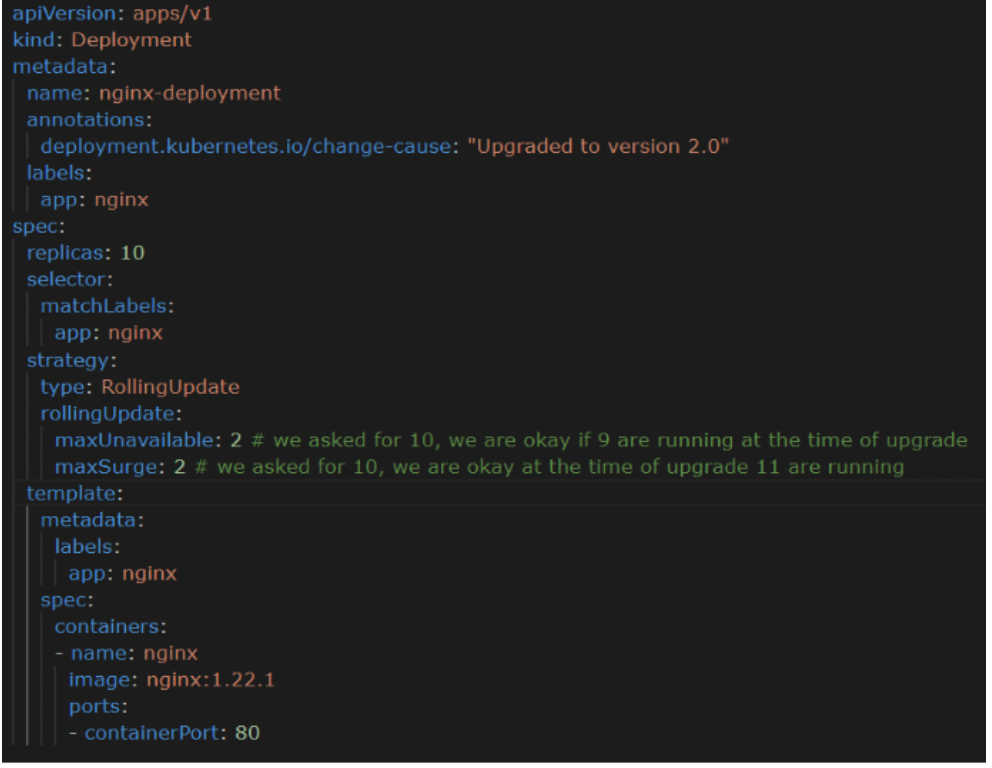 apiVersion: apps/v1
kind: Deployment
metadata:
  name: nginx-deployment
  annotations:
    deployment.kubernetes.io/change-cause: "Upgraded to version 2.0"
  labels:
    app: nginx
spec:
  replicas: 10
  selector:
    matchLabels:
      app: nginx
  strategy:
    type: RollingUpdate
    rollingUpdate:
      maxUnavailable: 2 # we asked for 10, we are okay if 9 are running at the time of upgrade
      maxSurge: 2 # we asked for 10, we are okay at the time of upgrade 11 are running
  template:
    metadata:
      labels:
        app: nginx
    spec:
      containers:
      - name: nginx
        image: nginx:1.22.1
        ports:
        - containerPort: 80